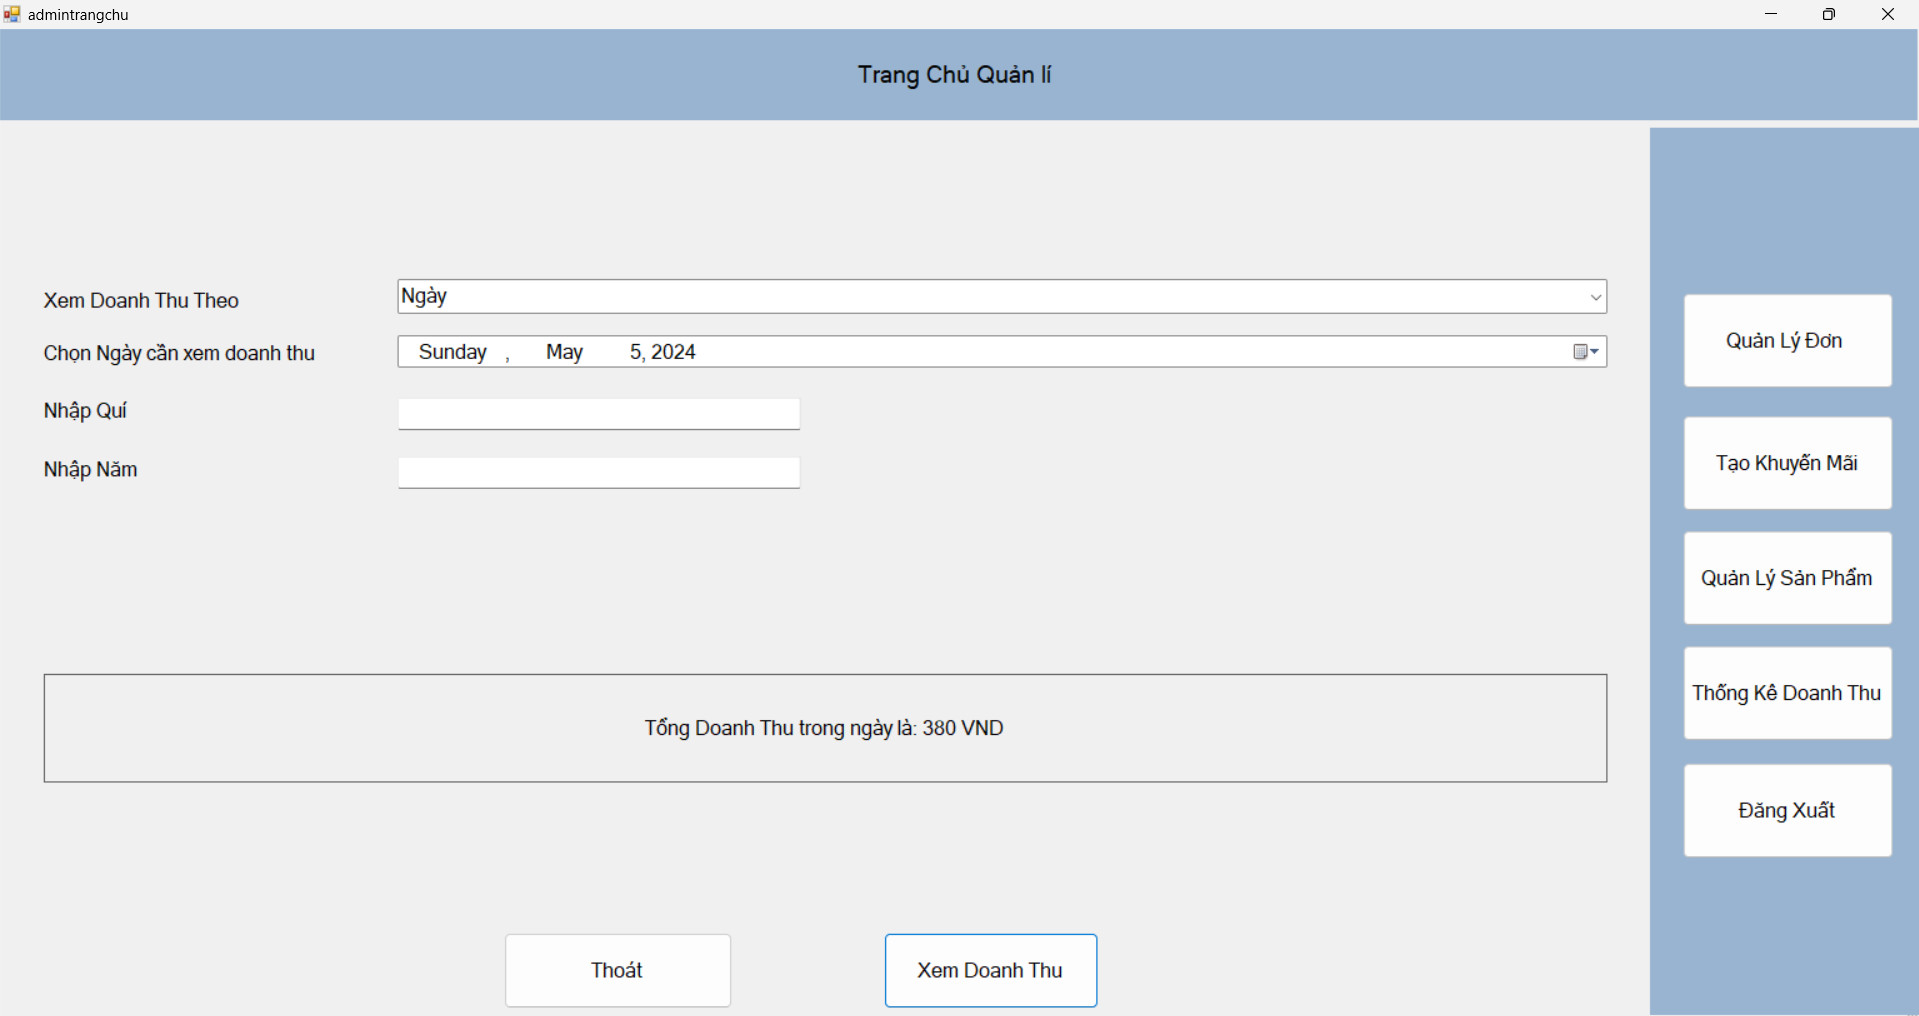 admintrangchu
Trang Chủ Quản lí
Xem Doanh Thu Theo
Ngày
Chọn Ngày cần xem doanh thu
Sunday , May 5, 2024
Nhập Quí
Nhập Năm
Tổng Doanh Thu trong ngày là: 380 VND
Thoát
Xem Doanh Thu
Quản Lý Đơn
Tạo Khuyến Mãi
Quản Lý Sản Phẩm
Thống Kê Doanh Thu
Đăng Xuất